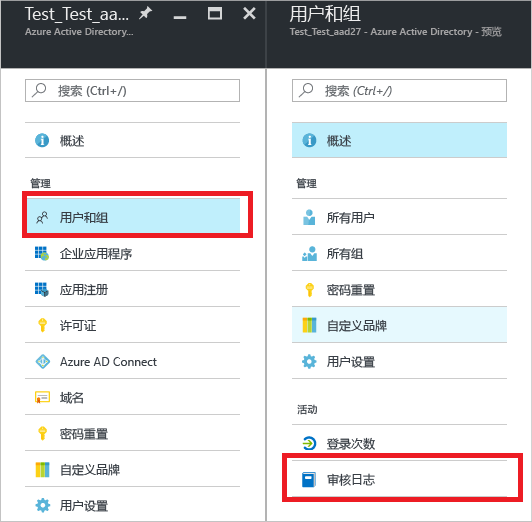 Test_Test_aa...
Azure Active Directory...
搜索 (Ctrl+/)
概述
管理
用户和组
企业应用程序
应用注册
许可证
Azure AD Connect
域名
密码重置
自定义品牌
用户设置
用户和组
Test_Test_aad27 - Azure Active Directory - 预览
搜索 (Ctrl+/)
概述
管理
所有用户
所有组
密码重置
自定义品牌
用户设置
活动
登录次数
审核日志